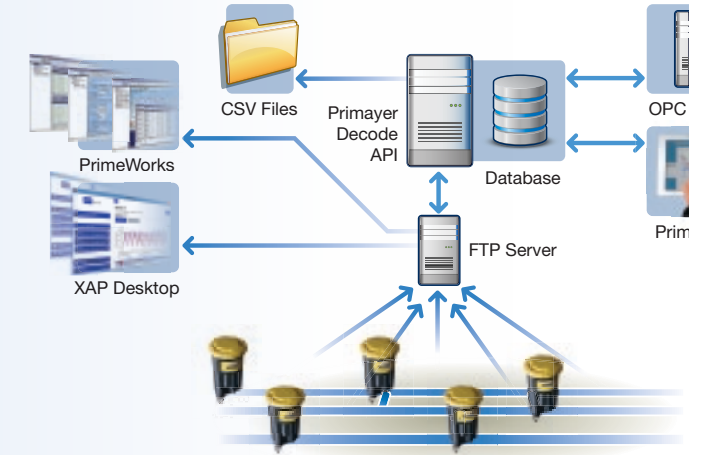 CSV Files
Primayer
Decode
API
OPC
PrimeWorks
Database
Prim
FTP Server
XAP Desktop